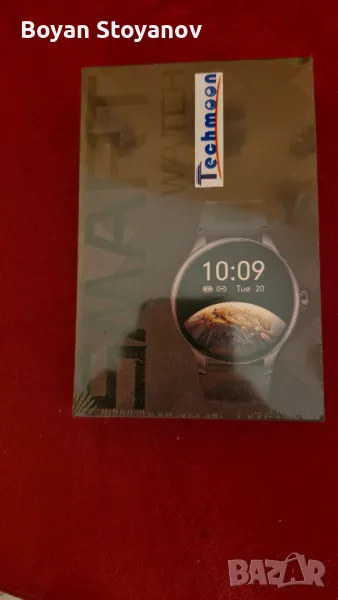 Boyan Stoyanov
SMART
WATCH
Techmoon
10:09
Tue 20
BAZAR